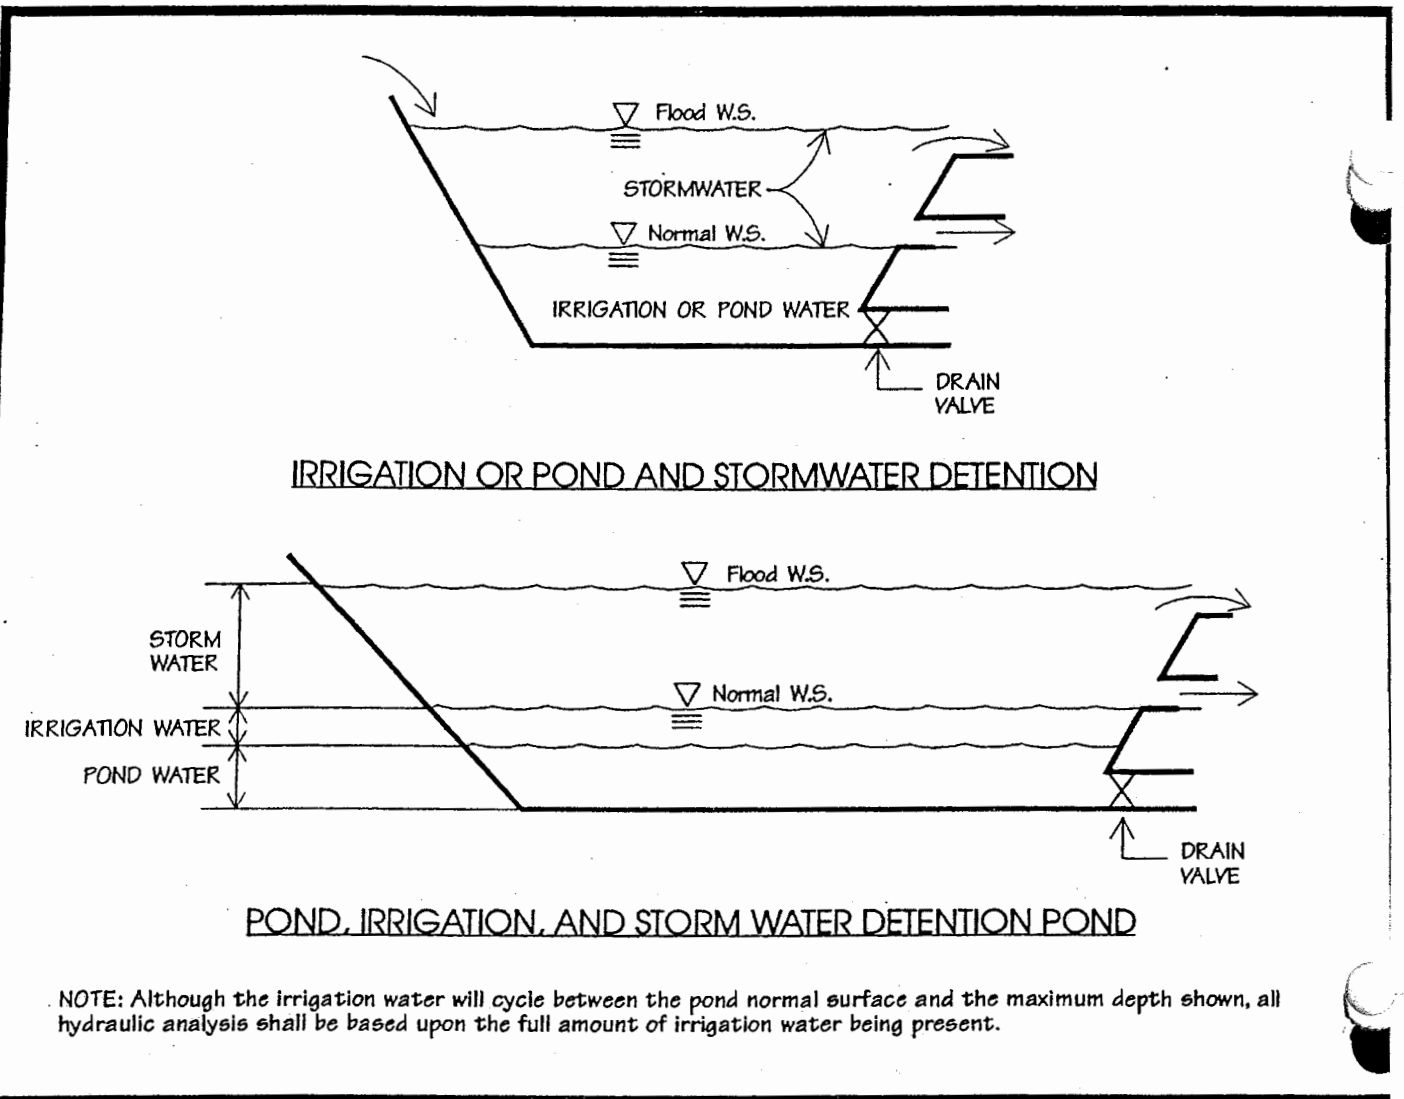 Flood W.S.
STORMWATER
Normal W.S.
IRRIGATION OR POND WATER
DRAIN
VALVE
IRRIGATION OR POND AND STORMWATER DETENTION
Flood W.S.
STORM
WATER
Normal W.S.
IRRIGATION WATER
POND WATER
DRAIN
VALVE
POND, IRRIGATION, AND STORM WATER DETENTION POND
NOTE: Although the irrigation water will cycle between the pond normal surface and the maximum depth shown, all
hydraulic analysis shall be based upon the full amount of irrigation water being present.